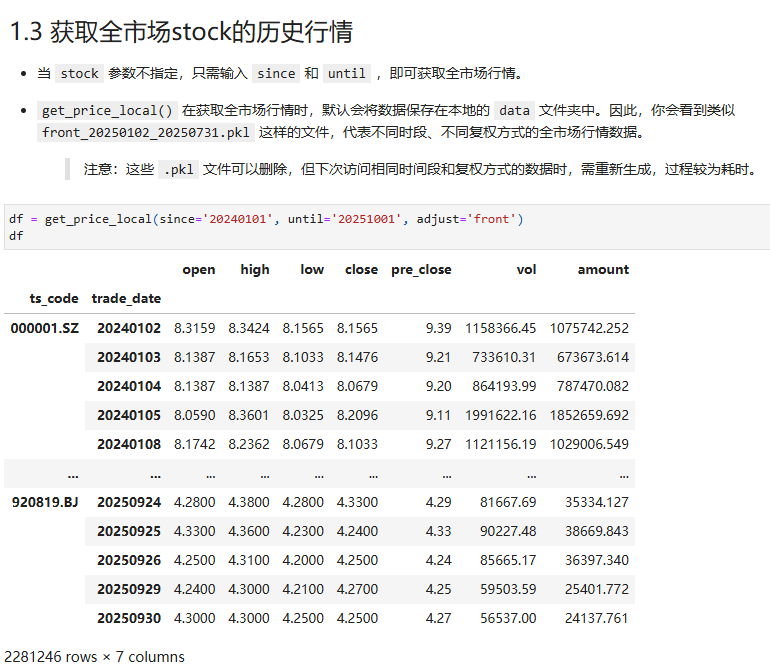 1.3 获取全市场stock的历史行情
• 当 stock 参数不指定，只需输入 since 和 until ，即可获取全市场行情。
• get_price_local() 在获取全市场行情时，默认会将数据保存在本地的 data 文件夹中。因此，你会看到类似
front_20250102_20250731.pkl 这样的文件，代表不同时段、不同复权方式的全市场行情数据。
注意：这些 .pkl 文件可以删除，但下次访问相同时间段和复权方式的数据时，需重新生成，过程较为耗时。
df = get_price_local(since='20240101', until='20251001', adjust='front')
df
open high low close pre_close vol amount
ts_code trade_date
000001.SZ 20240102 8.3159 8.3424 8.1565 8.1565 9.39 1158366.45 1075742.252
20240103 8.1387 8.1653 8.1033 8.1476 9.21 733610.31 673673.614
20240104 8.1387 8.1387 8.0413 8.0679 9.20 864193.99 787470.082
20240105 8.0590 8.3601 8.0325 8.2096 9.11 1991622.16 1852659.692
20240108 8.1742 8.2362 8.0679 8.1033 9.27 1121156.19 1029006.549
... ... ... ... ... ... ... ... ...
920819.BJ 20250924 4.2800 4.3800 4.2800 4.3300 4.29 81667.69 35334.127
20250925 4.3300 4.3600 4.2300 4.2400 4.33 90227.48 38669.843
20250926 4.2500 4.3100 4.2000 4.2500 4.24 85665.17 36397.340
20250929 4.2400 4.3000 4.2100 4.2700 4.25 59503.59 25401.772
20250930 4.3000 4.3000 4.2500 4.2500 4.27 56537.00 24137.761
2281246 rows × 7 columns